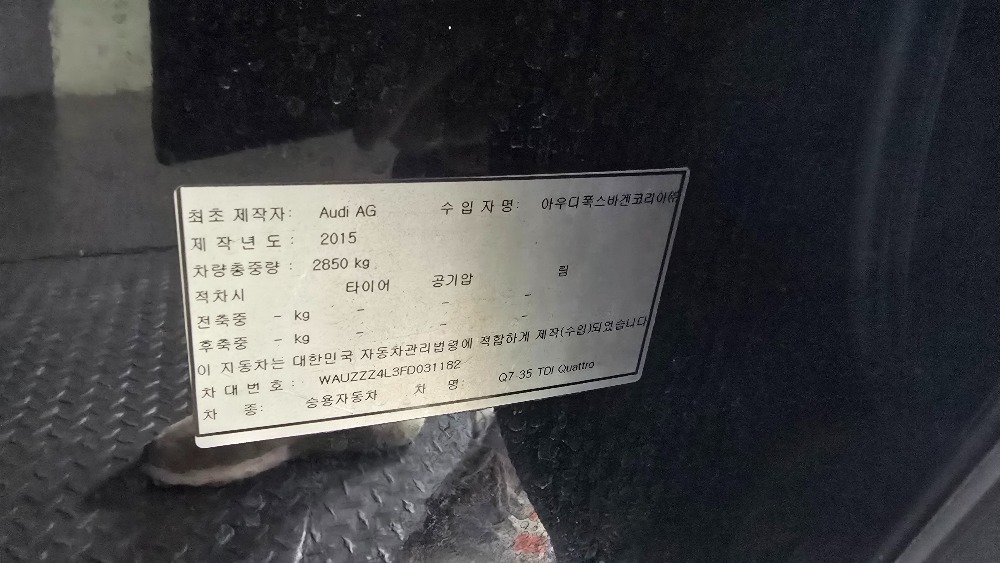 최초 제작자: Audi AG 수 입 자 명: 아우디폭스바겐코리아㈜
제 작 년 도 : 2015
차량총중량 : 2850 kg
적차시 타이어 공기압 림
전축중 - kg - - -
후축중 - kg - - -
이 지동차는 대한민국 자동차관리법령에 적합하게 제작(수입)되었습니다
차 대 번 호 : WAUZZZ4L3FD031182
차 종: 승용자동차 차 명: Q7 35 TDI Quattro